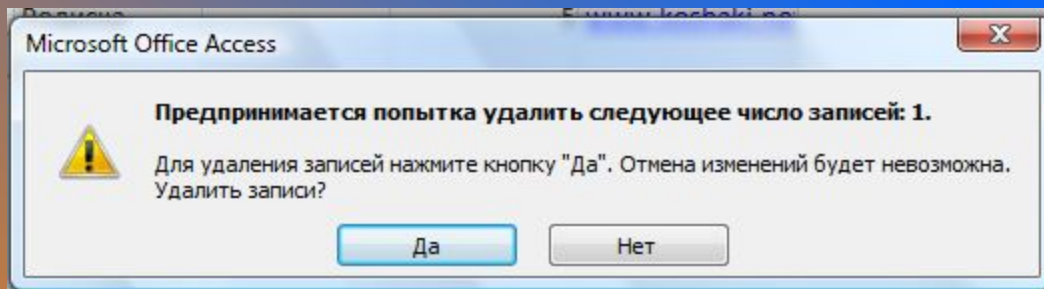 Microsoft Office Access
Предпринимается попытка удалить следующее число записей: 1.
Для удаления записей нажмите кнопку "Да". Отмена изменений будет невозможна.
Удалить записи?
Да
Нет